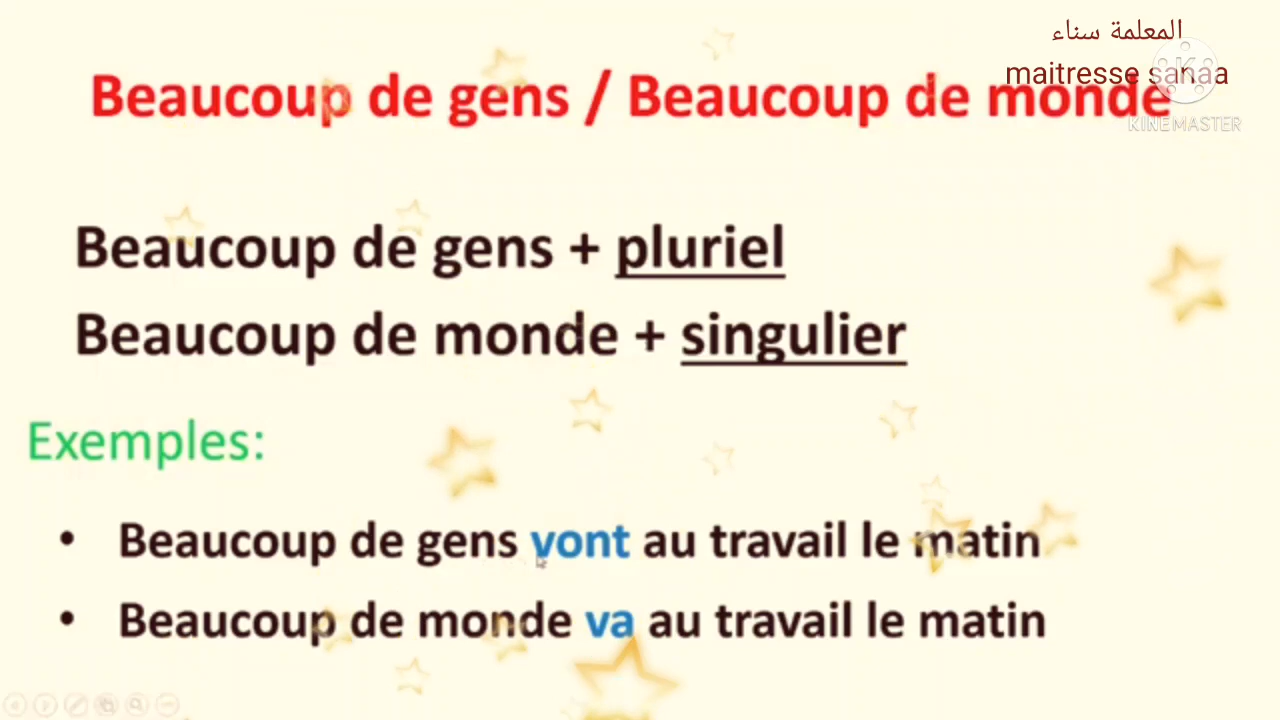 المعلمة سناء
maitresse sanaa
KINEMASTER
Beaucoup de gens / Beaucoup de monde
Beaucoup de gens + pluriel
Beaucoup de monde + singulier
Exemples:
• Beaucoup de gens vont au travail le matin
• Beaucoup de monde va au travail le matin